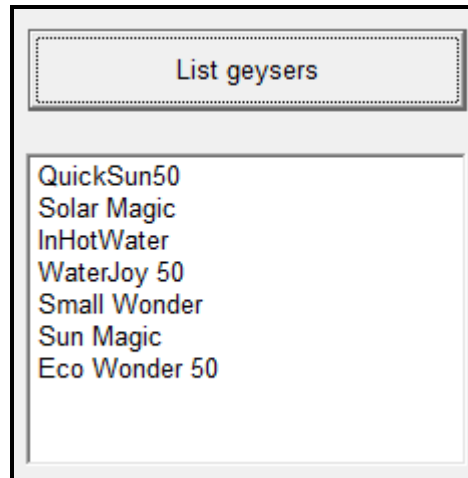 List geysers
QuickSun50
Solar Magic
InHotWater
WaterJoy 50
Small Wonder
Sun Magic
Eco Wonder 50